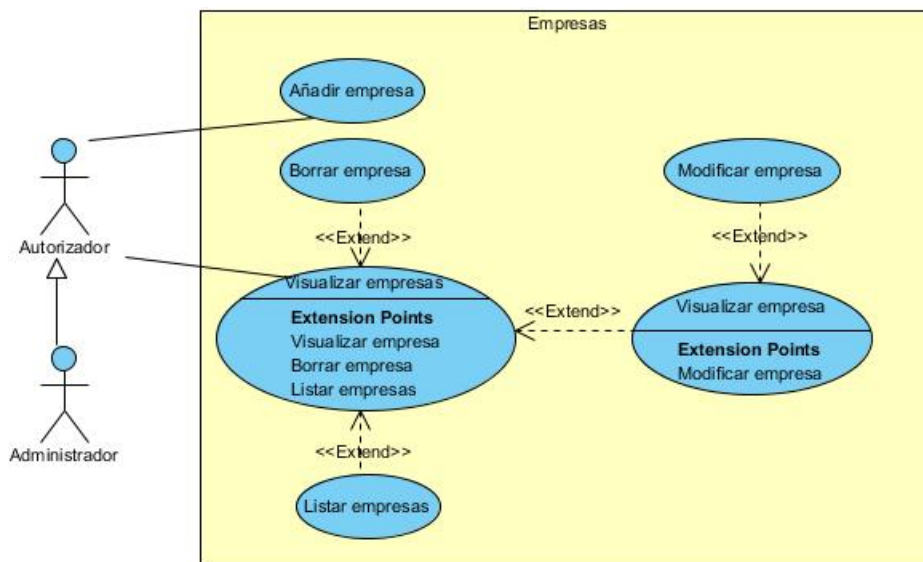 Empresas
Añadir empresa
Borrar empresa
Modificar empresa
Autorizador
<<Extend>>
<<Extend>>
Visualizar empresas
Extension Points
Visualizar empresa
Borrar empresa
Listar empresas
<<Extend>>
Visualizar empresa
Extension Points
Modificar empresa
Administrador
<<Extend>>
Listar empresas